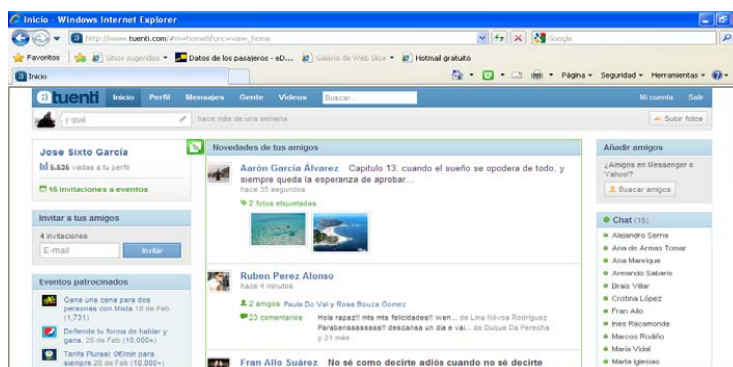 Inicio - Windows Internet Explorer
http://www.tuenti.com/#m=home&func=view_home
Google
Favoritos
Sitios sugeridos
Datos de los pasajeros - eD...
Galería de Web Slice
Hotmail gratuito
Inicio
Página
Seguridad
Herramientas
tuenti
Inicio
Perfil
Mensajes
Gente
Vídeos
Buscar...
Mi cuenta
Salir
y qué
hace más de una semana
Subir fotos
Jose Sixto García
5.535 visitas a tu perfil
16 invitaciones a eventos
Invitar a tus amigos
4 invitaciones
E-mail
Invitar
Eventos patrocinados
Gana una cena para dos
personas con Mixta 18 de Feb
(1,731)
Defiende tu forma de hablar y
gana. 20 de Feb (10,000+)
Tarifa Plurasl: 0€/min para
siempre 20 de Feb (10,000+)
Novedades de tus amigos
Aarón García Álvarez Capitulo 13: cuando el sueño se opodera de todo, y
siempre queda la esperanza de aprobar...
hace 35 segundos
2 fotos etiquetadas
Ruben Perez Alonso
hace 4 minutos
2 amigos Paula Do Val y Rosa Bouza Gomez
23 comentarios Hola rapaz!! mts mts felicidades!! wen... de Lma Nóvoa Rodríguez
Parabensssssssss!! descansa un dia e vai... de Duque Da Perecha
y 21 más
Fran Allo Suárez No sé como decirte adiós cuando no sé decirte
Añadir amigos
¿Amigos en Messenger o
Yahoo!?
Buscar amigos
Chat (15)
Alejandro Serna
Ana de Armas Tomar
Ana Manrique
Armando Sabaris
Brais Villar
Cristina López
Fran Allo
Ines Racamonde
Marcos Rodiño
María Vidal
Marta Iglesias